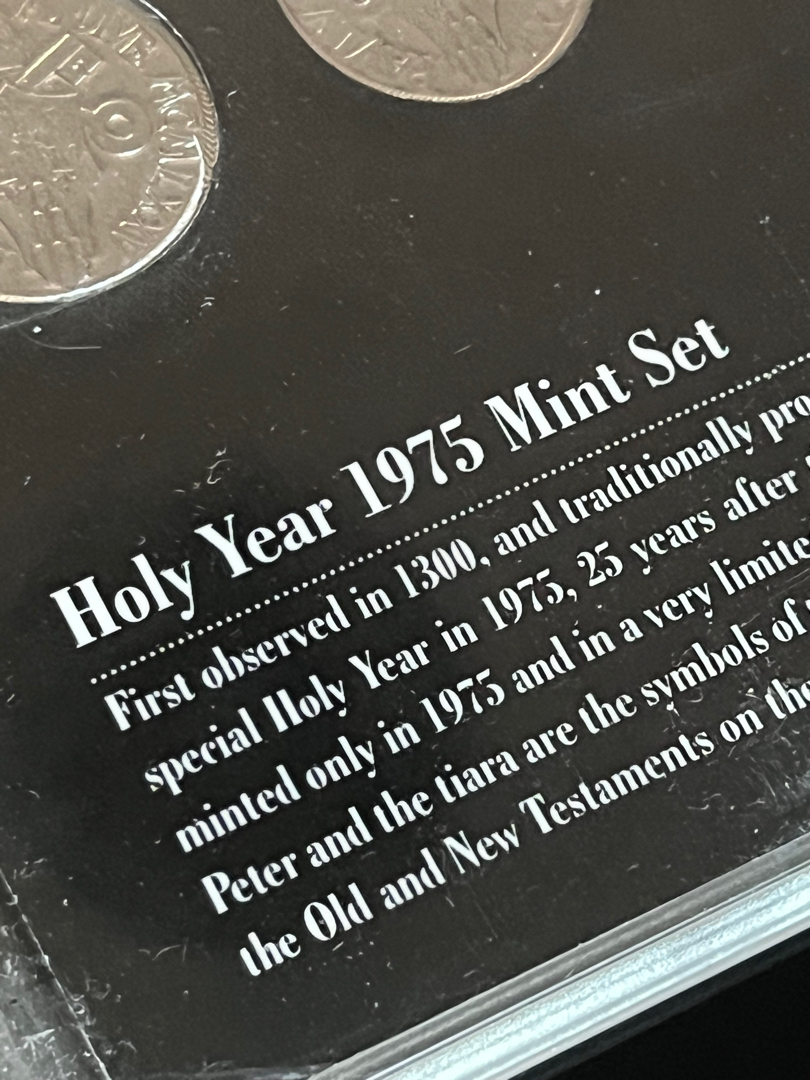 IVB MCMLXXV
Holy Year 1975 Mint Set
First observed in 1300, and traditionally pro
special Holy Year in 1975, 25 years after
minted only in 1975 and in a very limite
Peter and the tiara are the symbols of
the Old and New Testaments on the